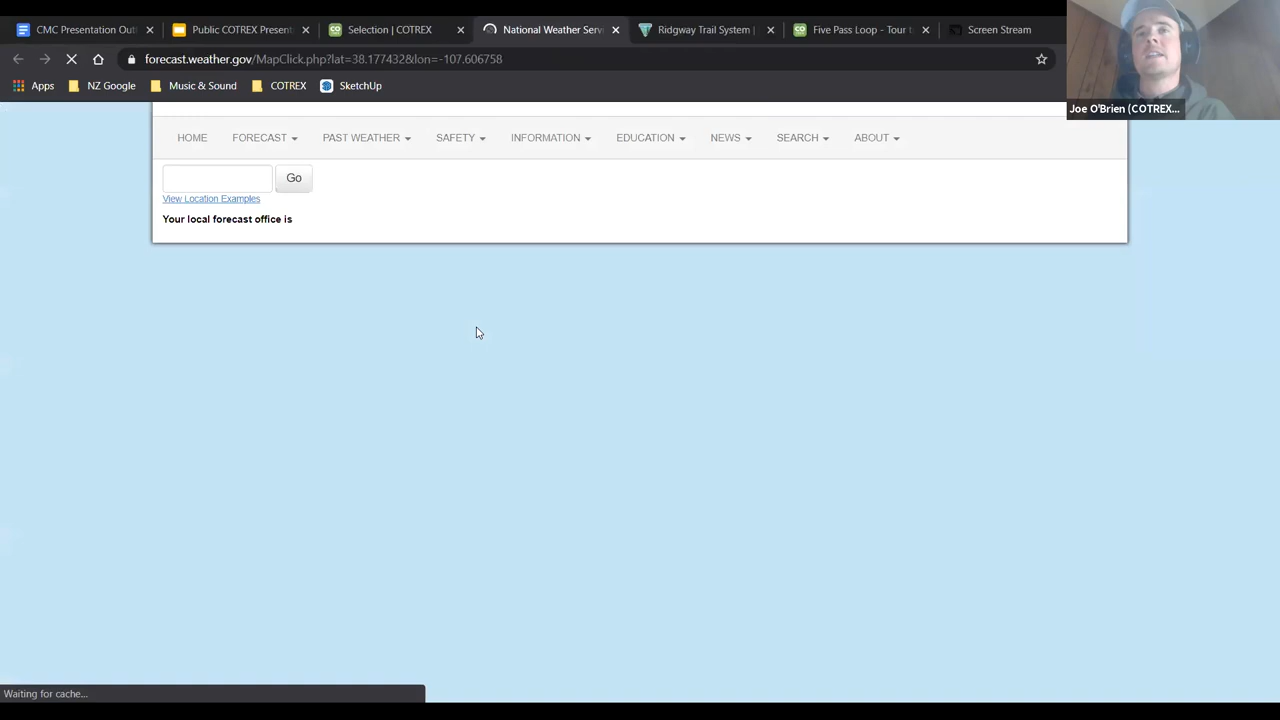 CMC Presentation Out
Public COTREX Present
Selection | COTREX
National Weather Serv
Ridgway Trail System |
Five Pass Loop - Tour t
Screen Stream
forecast.weather.gov/MapClick.php?lat=38.177432&lon=-107.606758
Apps
NZ Google
Music & Sound
COTREX
SketchUp
Joe O'Brien (COTREX...
HOME
FORECAST
PAST WEATHER
SAFETY
INFORMATION
EDUCATION
NEWS
SEARCH
ABOUT
Go
View Location Examples
Your local forecast office is
Waiting for cache...